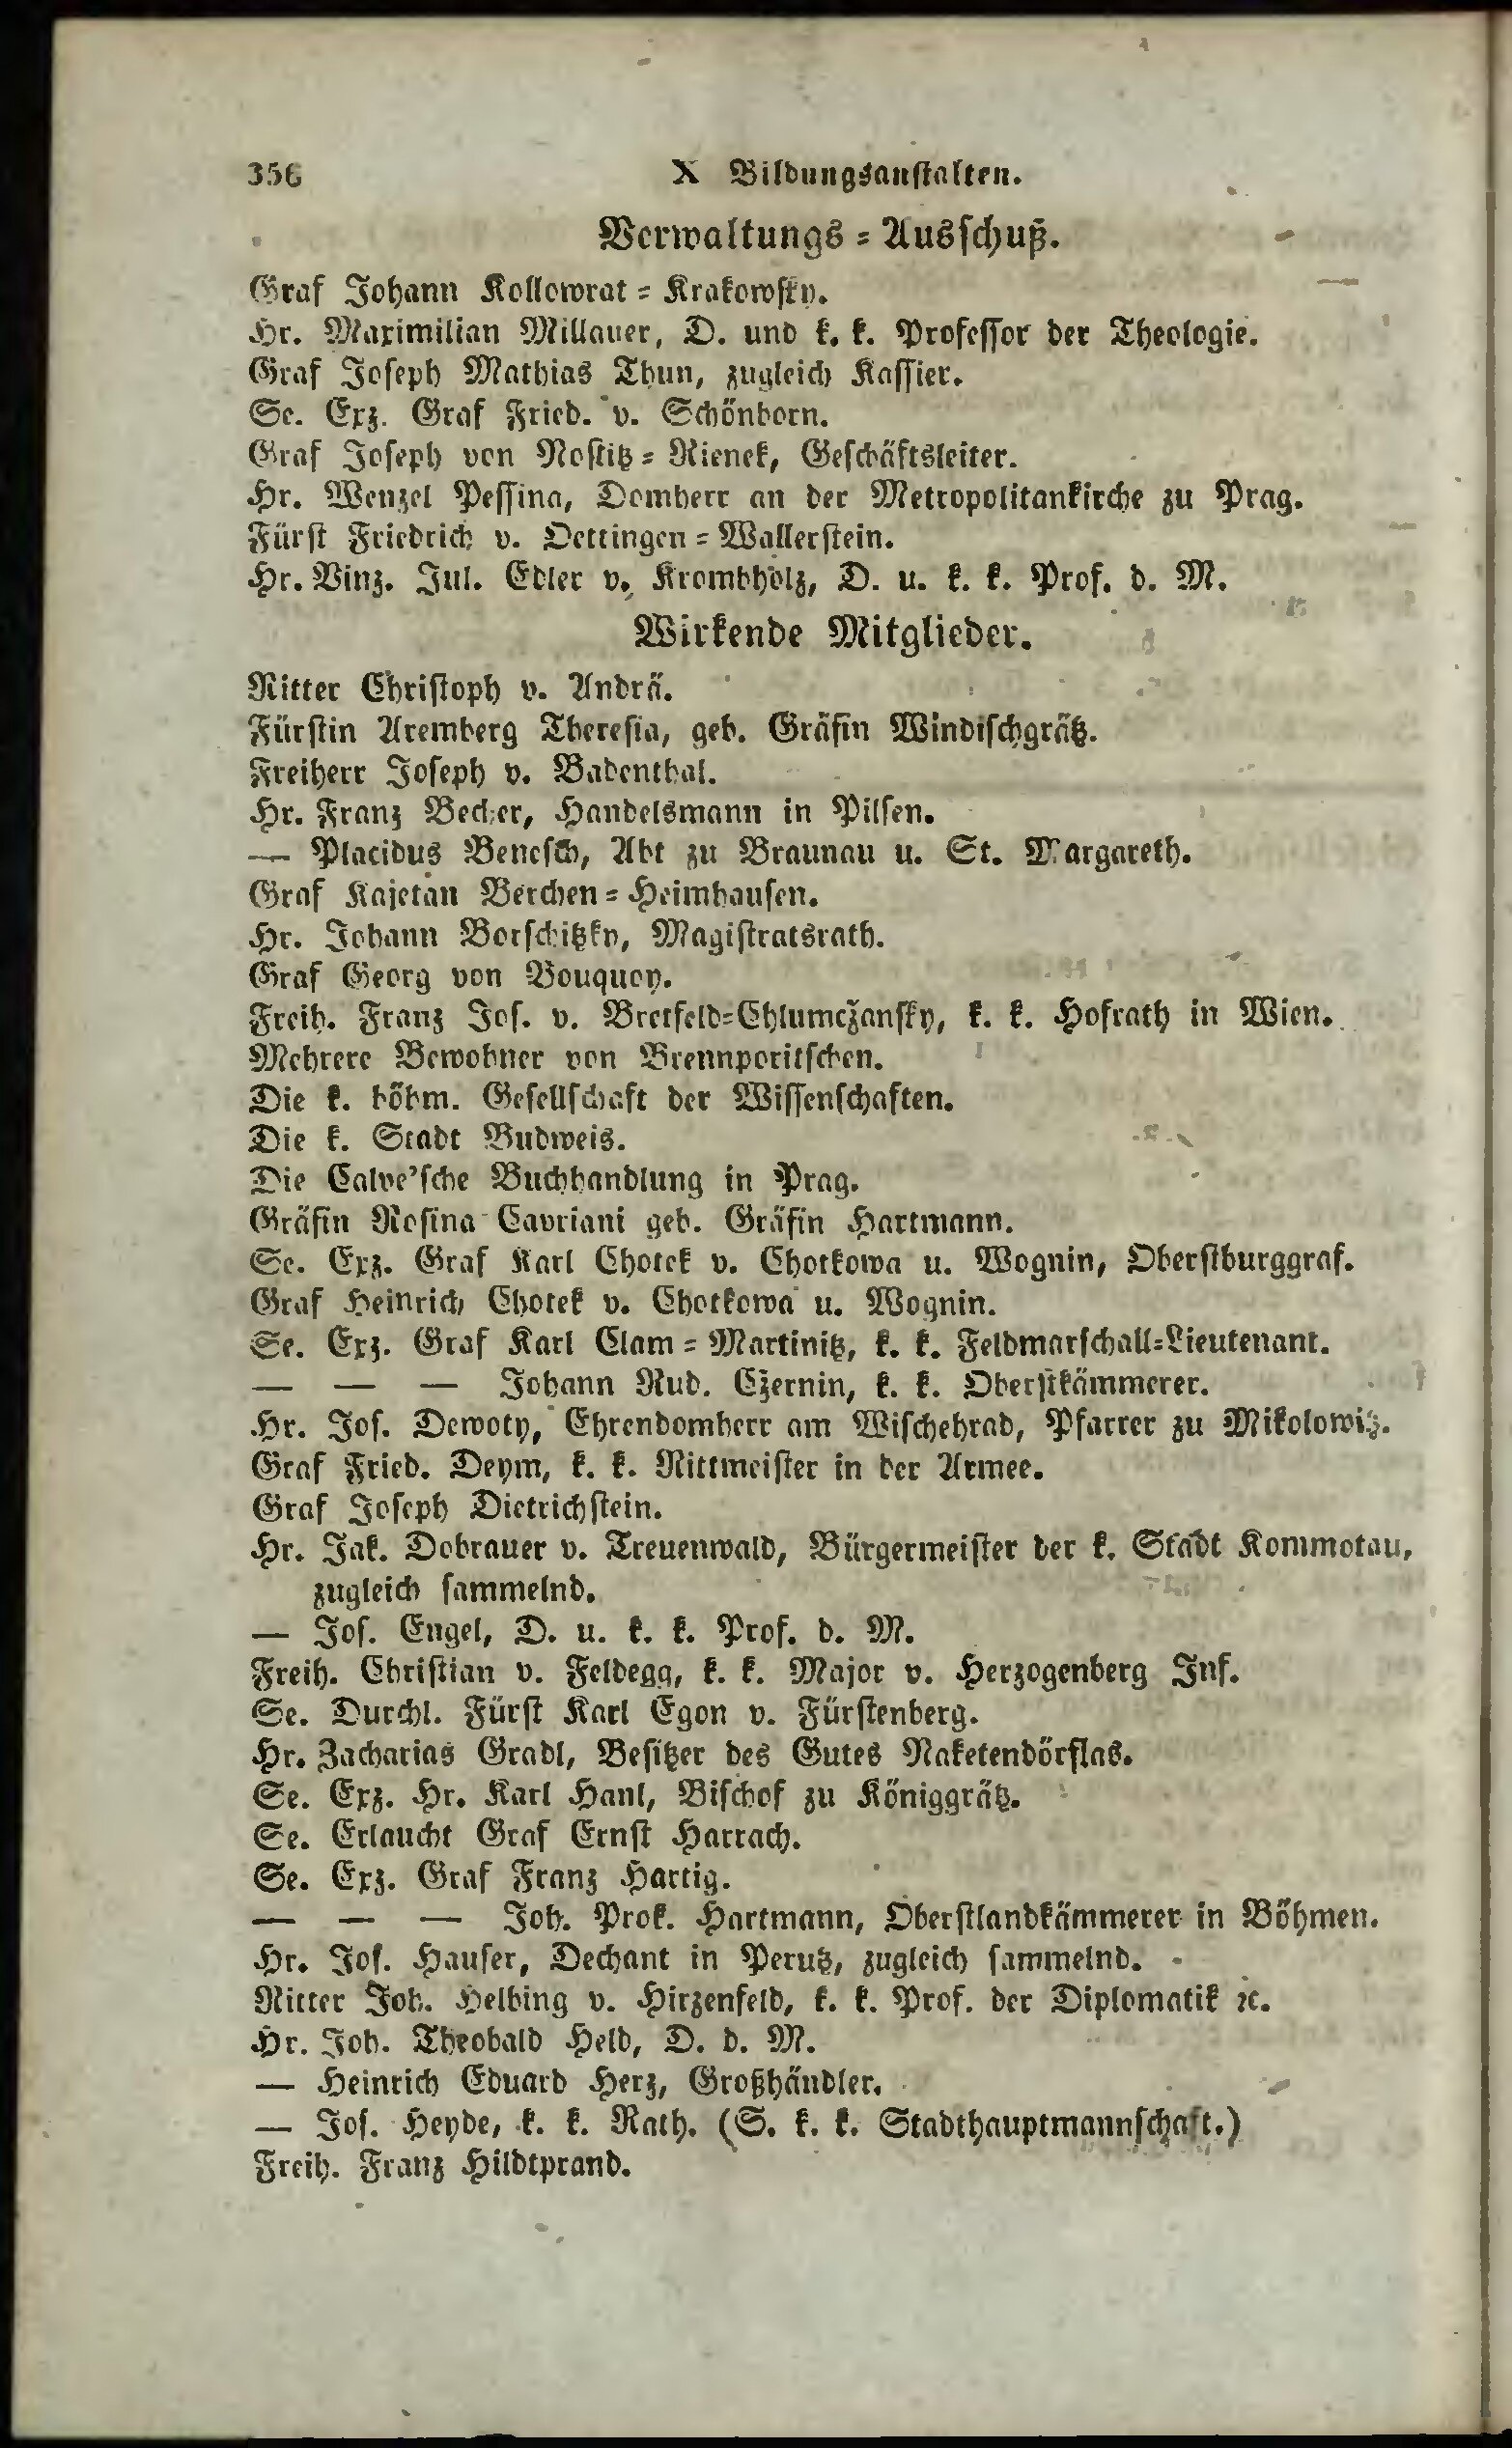 356 X Bildungsanstalten.
Verwaltungs=Ausschuß.
Graf Johann Kollowrat=Krakowsky.
Hr. Maximilian Millauer, D. und k. k. Professor der Theologie.
Graf Joseph Mathias Thun, zugleich Kassier.
Se. Exz. Graf Fried. v. Schönborn.
Graf Joseph von Nostitz=Rienek, Geschäftsleiter.
Hr. Wenzel Pessina, Domherr an der Metropolitankirche zu Prag.
Fürst Friedrich v. Oettingen=Wallerstein.
Hr. Vinz. Jul. Edler v. Krombholz, D. u. k. k. Prof. d. M.
Wirkende Mitglieder.
Ritter Christoph v. Andrä.
Fürstin Aremberg Theresia, geb. Gräfin Windischgrätz.
Freiherr Joseph v. Badenthal.
Hr. Franz Becher, Handelsmann in Pilsen.
— Placidus Benesch, Abt zu Braunau u. St. Margareth.
Graf Kajetan Berchen=Heimhausen.
Hr. Johann Borschitzky, Magistratsrath.
Graf Georg von Bouquoy.
Freih. Franz Jos. v. Bretfeld=Chlumczansky, k. k. Hofrath in Wien.
Mehrere Bewohner von Brennporitschen.
Die k. böhm. Gesellschaft der Wissenschaften.
Die k. Stadt Budweis.
Die Calve'sche Buchhandlung in Prag.
Gräfin Rosina Cavriani geb. Gräfin Hartmann.
Se. Exz. Graf Karl Chotek v. Chotkowa u. Wognin, Oberstburggraf.
Graf Heinrich Chotek v. Chotkowa u. Wognin.
Se. Exz. Graf Karl Clam=Martinitz, k. k. Feldmarschall=Lieutenant.
— — — Johann Rud. Czernin, k. k. Oberstkämmerer.
Hr. Jos. Dewoty, Ehrendomherr am Wischehrad, Pfarrer zu Mikolowitz.
Graf Fried. Deym, k. k. Rittmeister in der Armee.
Graf Joseph Dietrichstein.
Hr. Jak. Dobrauer v. Treuenwald, Bürgermeister der k. Stadt Kommotau,
zugleich sammelnd.
— Jos. Engel, D. u. k. k. Prof. d. M.
Freih. Christian v. Feldegg, k. k. Major v. Herzogenberg Inf.
Se. Durchl. Fürst Karl Egon v. Fürstenberg.
Hr. Zacharias Gradl, Besitzer des Gutes Naketendörflas.
Se. Exz. Hr. Karl Hanl, Bischof zu Königgrätz.
Se. Erlaucht Graf Ernst Harrach.
Se. Exz. Graf Franz Hartig.
— — — Joh. Prok. Hartmann, Oberstlandkämmerer in Böhmen.
Hr. Jos. Hauser, Dechant in Perutz, zugleich sammelnd.
Ritter Joh. Helbing v. Hirzenfeld, k. k. Prof. der Diplomatik ꝛc.
Hr. Joh. Theobald Held, D. d. M.
— Heinrich Eduard Herz, Großhändler.
— Jos. Heyde, k. k. Rath. (S. k. k. Stadthauptmannschaft.)
Freih. Franz Hildtprand.